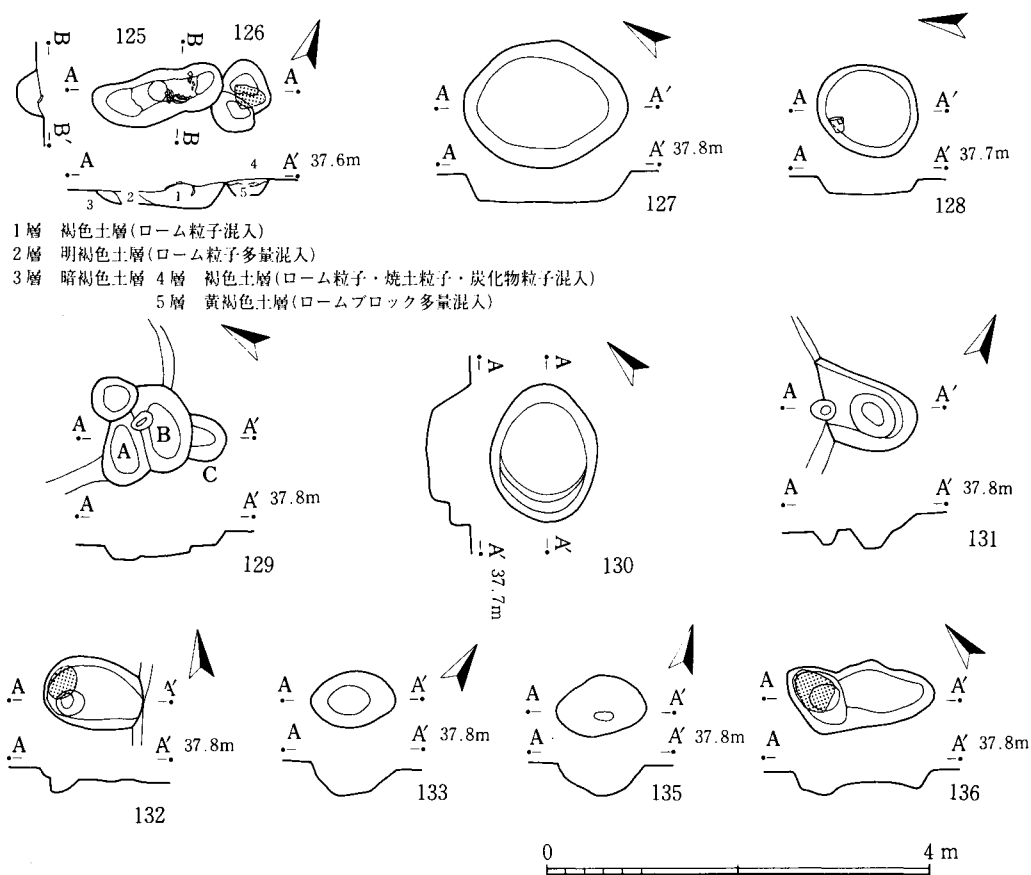 125 126
B B
A A
B′ B
A A′ 37.6m
3 2 1 4 5
127
A A′
A A′ 37.8m
128
A A′
A A′ 37.7m
1層 褐色土層(ローム粒子混入)
2層 明褐色土層(ローム粒子多量混入)
3層 暗褐色土層 4層 褐色土層(ローム粒子・焼土粒子・炭化物粒子混入)
5層 黄褐色土層(ロームブロック多量混入)
A A′
A B
C
A A′ 37.8m
129
A A
A′ A′
37.7m
130
A A′
A A′ 37.8m
131
A A′
A A′ 37.8m
132
A A′
A A′ 37.8m
133
A A′
A A′ 37.8m
135
A A′
A A′ 37.8m
136
0 4 m